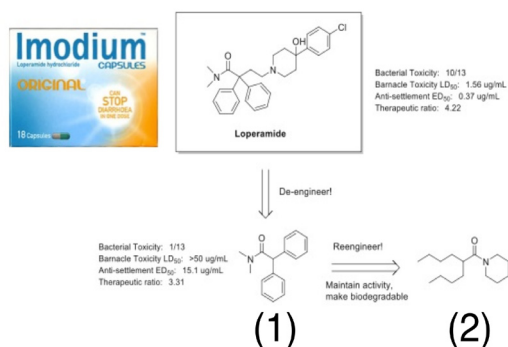 Imodium™
CAPSULES
Loperamide hydrochloride
ORIGINAL
CAN
STOP
DIARRHOEA
IN ONE DOSE
18 Capsules
O
N
N
OH
Cl
Loperamide
Bacterial Toxicity: 10/13
Barnacle Toxicity LD50: 1.56 ug/mL
Anti-settlement ED50: 0.37 ug/mL
Therapeutic ratio: 4.22
De-engineer!
Bacterial Toxicity: 1/13
Barnacle Toxicity LD50: >50 ug/mL
Anti-settlement ED50: 15.1 ug/mL
Therapeutic ratio: 3.31
O
N
Reengineer!
Maintain activity,
make biodegradable
O
N
(1)
(2)